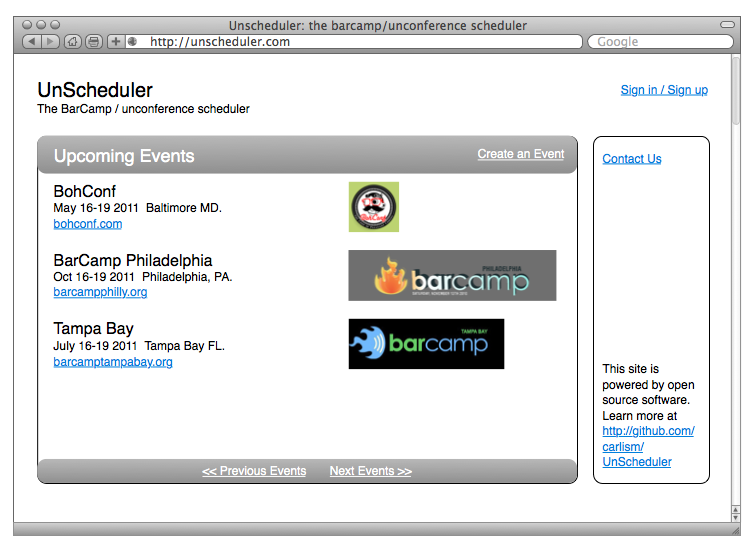 Unscheduler: the barcamp/unconference scheduler
http://unscheduler.com
Google
UnScheduler
The BarCamp / unconference scheduler
Sign in / Sign up
Upcoming Events
Create an Event
BohConf
May 16-19 2011 Baltimore MD.
bohconf.com
BarCamp Philadelphia
Oct 16-19 2011 Philadelphia, PA.
barcampphilly.org
PHILADELPHIA
barcamp
Tampa Bay
July 16-19 2011 Tampa Bay FL.
barcamptampabay.org
TAMPA BAY
barcamp
<< Previous Events
Next Events >>
Contact Us
This site is
powered by open
source software.
Learn more at
http://github.com/
carlism/
UnScheduler